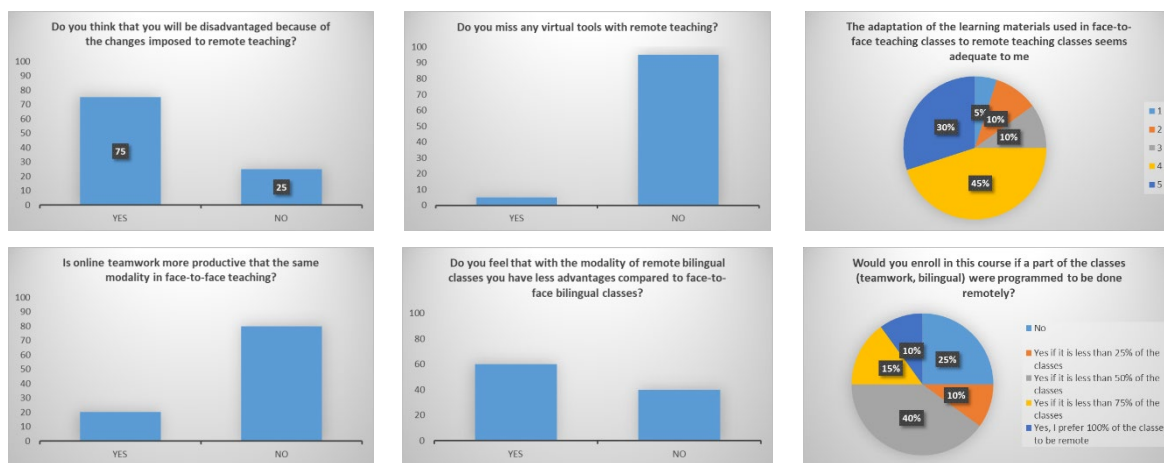 Do you think that you will be disadvantaged because of
the changes imposed to remote teaching?
100
90
80
70
60
50
40
30
20
10
0
75
25
YES
NO
Do you miss any virtual tools with remote teaching?
100
90
80
70
60
50
40
30
20
10
0
YES
NO
The adaptation of the learning materials used in face-to-
face teaching classes to remote teaching classes seems
adequate to me
5%
10%
10%
45%
30%
1
2
3
4
5
Is online teamwork more productive that the same
modality in face-to-face teaching?
100
90
80
70
60
50
40
30
20
10
0
YES
NO
Do you feel that with the modality of remote bilingual
classes you have less advantages compared to face-to-
face bilingual classes?
100
80
60
40
20
0
YES
NO
Would you enroll in this course if a part of the classes
(teamwork, bilingual) were programmed to be done
remotely?
25%
10%
40%
15%
10%
No
Yes if it is less than 25% of the
classes
Yes if it is less than 50% of the
classes
Yes if it is less than 75% of the
classes
Yes, I prefer 100% of the classe
to be remote